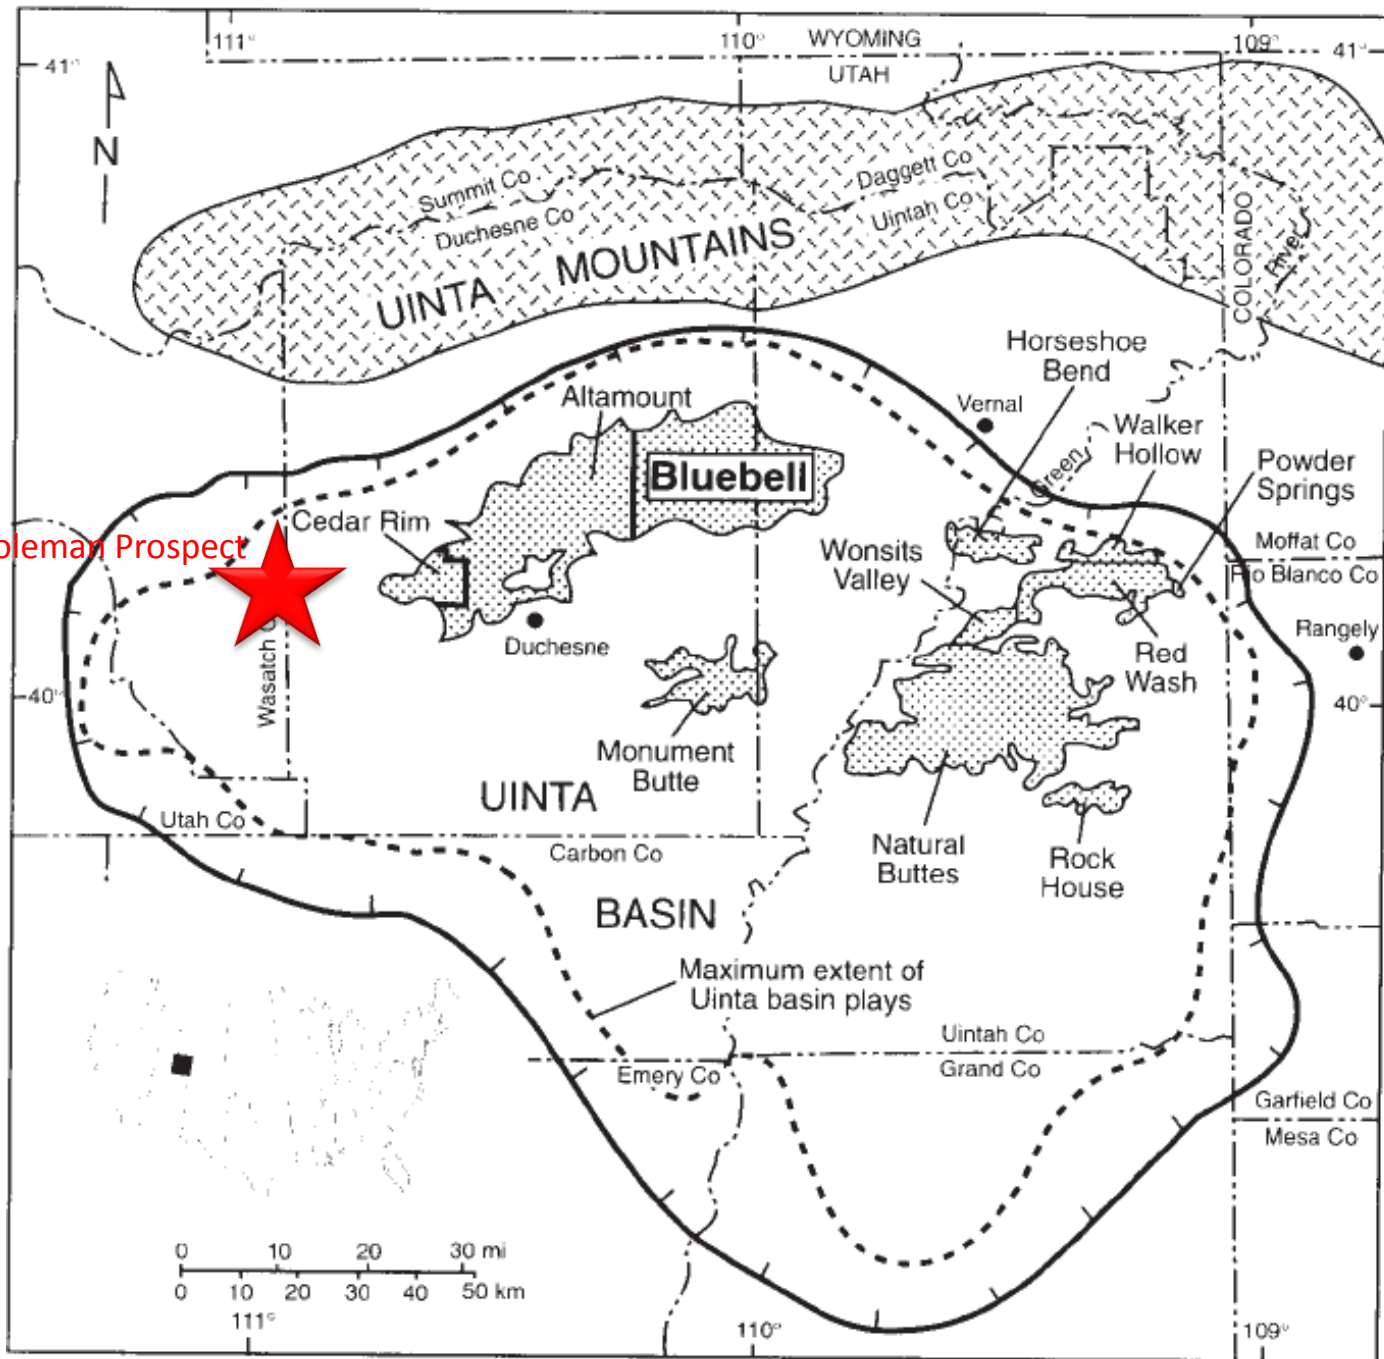 111°
110°
109°
WYOMING
41°
41°
UTAH
N
Summit Co
Duchesne Co
Daggett Co
Uintah Co
UINTA MOUNTAINS
COLORADO
River
Horseshoe
Bend
Altamount
Vernal
Walker
Hollow
Green
Powder
Springs
Bluebell
Cedar Rim
oleman Prospect
Wonsits
Valley
Moffat Co
Rio Blanco Co
Rangely
Duchesne
Wasatch C
Red
Wash
40°
40°
Monument
Butte
UINTA
Utah Co
Carbon Co
Natural
Buttes
Rock
House
BASIN
Maximum extent of
Uinta basin plays
Uintah Co
Grand Co
Emery Co
Garfield Co
Mesa Co
0 10 20 30 mi
0 10 20 30 40 50 km
111°
110°
109°